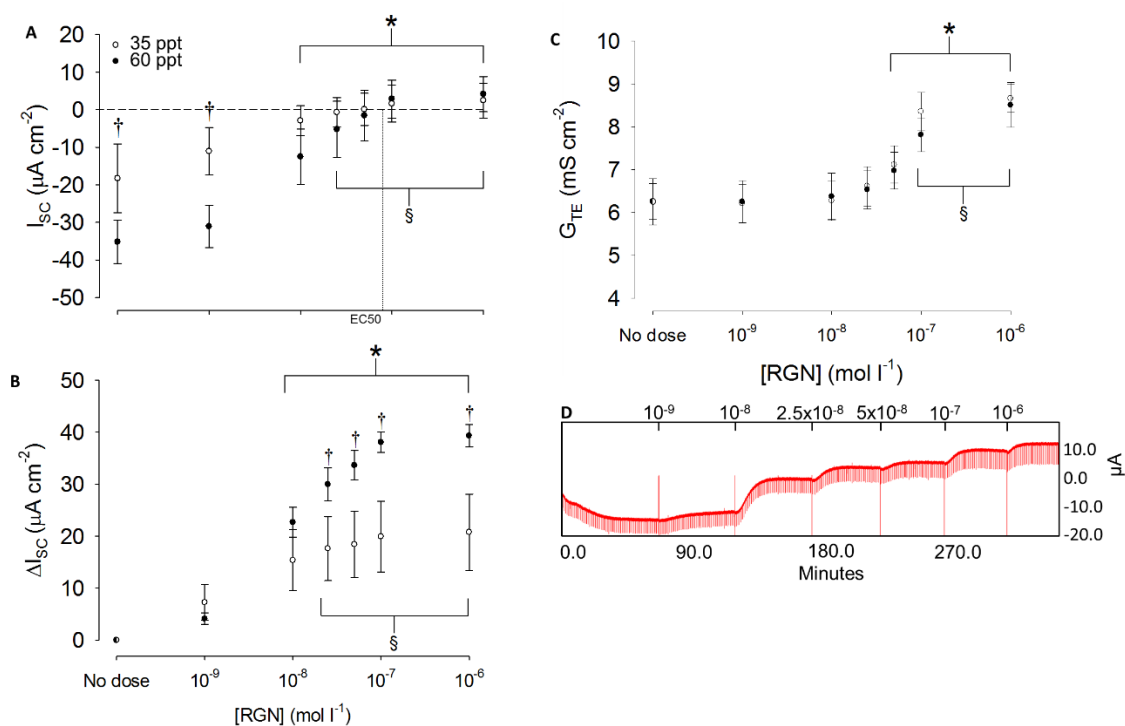 A
○ 35 ppt
● 60 ppt
20
10
0
-10
-20
-30
-40
-50
I_SC (µA cm⁻²)
†
†
*
§
EC50
B
50
40
30
20
10
0
ΔI_SC (µA cm⁻²)
*
†
†
†
†
§
No dose
10⁻⁹
10⁻⁸
10⁻⁷
10⁻⁶
[RGN] (mol l⁻¹)
C
10
9
8
7
6
5
4
G_TE (mS cm⁻²)
*
§
No dose
10⁻⁹
10⁻⁸
10⁻⁷
10⁻⁶
[RGN] (mol l⁻¹)
D
10⁻⁹ 10⁻⁸ 2.5x10⁻⁸ 5x10⁻⁸ 10⁻⁷ 10⁻⁶
10.0
0.0
-10.0
-20.0
µA
0.0 90.0 180.0 270.0
Minutes